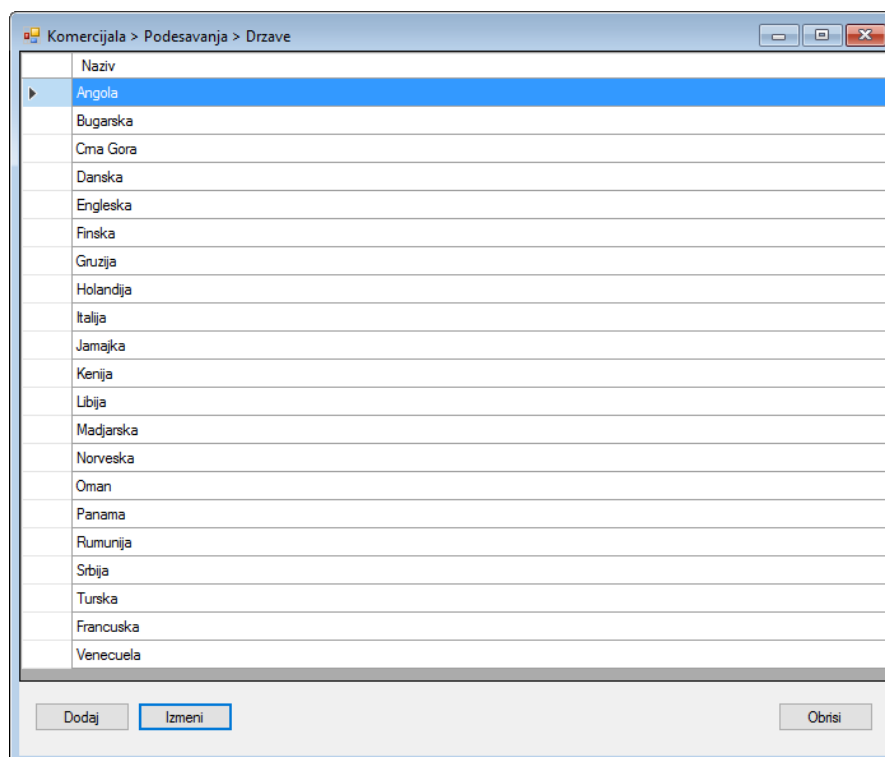 Komercijala > Podesavanja > Drzave
Naziv
Angola
Bugarska
Crna Gora
Danska
Engleska
Finska
Gruzija
Holandija
Italija
Jamajka
Kenija
Libija
Madjarska
Norveska
Oman
Panama
Rumunija
Srbija
Turska
Francuska
Venecuela
Dodaj Izmeni Obrisi